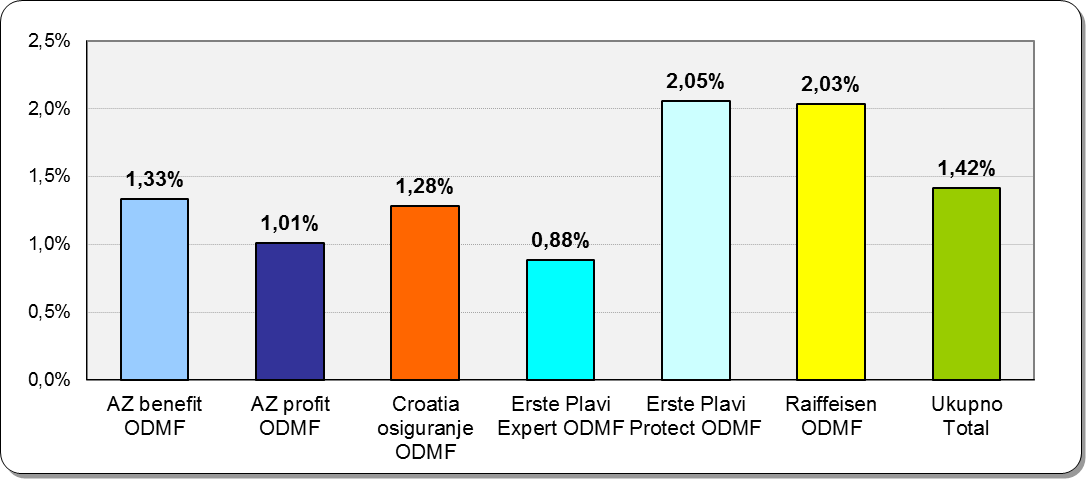 2,5%
2,0%
1,5%
1,0%
0,5%
0,0%
1,33%
1,01%
1,28%
0,88%
2,05%
2,03%
1,42%
AZ benefit
ODMF
AZ profit
ODMF
Croatia
osiguranje
ODMF
Erste Plavi
Expert ODMF
Erste Plavi
Protect ODMF
Raiffeisen
ODMF
Ukupno
Total